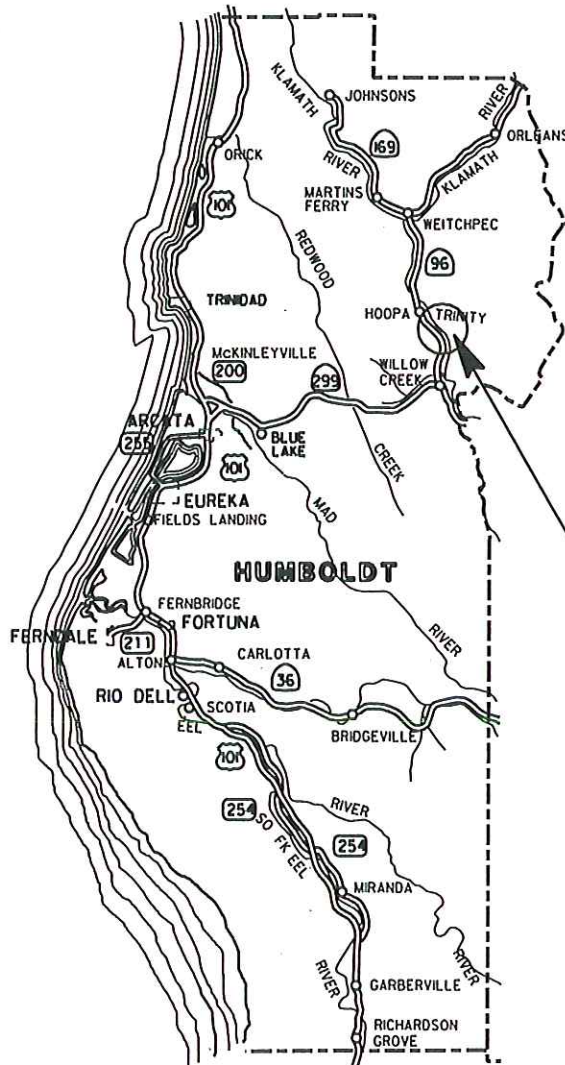 KLAMATH
RIVER
JOHNSONS
RIVER
ORLEANS
169
ORICK
RIVER
KLAMATH
MARTINS
FERRY
WEITCHPEC
101
REDWOOD
96
TRINIDAD
HOOPA
TRINITY
McKINLEYVILLE
200
299
WILLOW
CREEK
ARCATA
255
BLUE
LAKE
101
CREEK
MAD
EUREKA
FIELDS LANDING
HUMBOLDT
FERNBRIDGE
FORTUNA
FERNDALE
211
RIVER
ALTON
CARLOTTA
36
RIO DELL
SCOTIA
EEL
BRIDGEVILLE
101
254
RIVER
SO FK EEL
254
MIRANDA
RIVER
RIVER
GARBERVILLE
RICHARDSON
GROVE